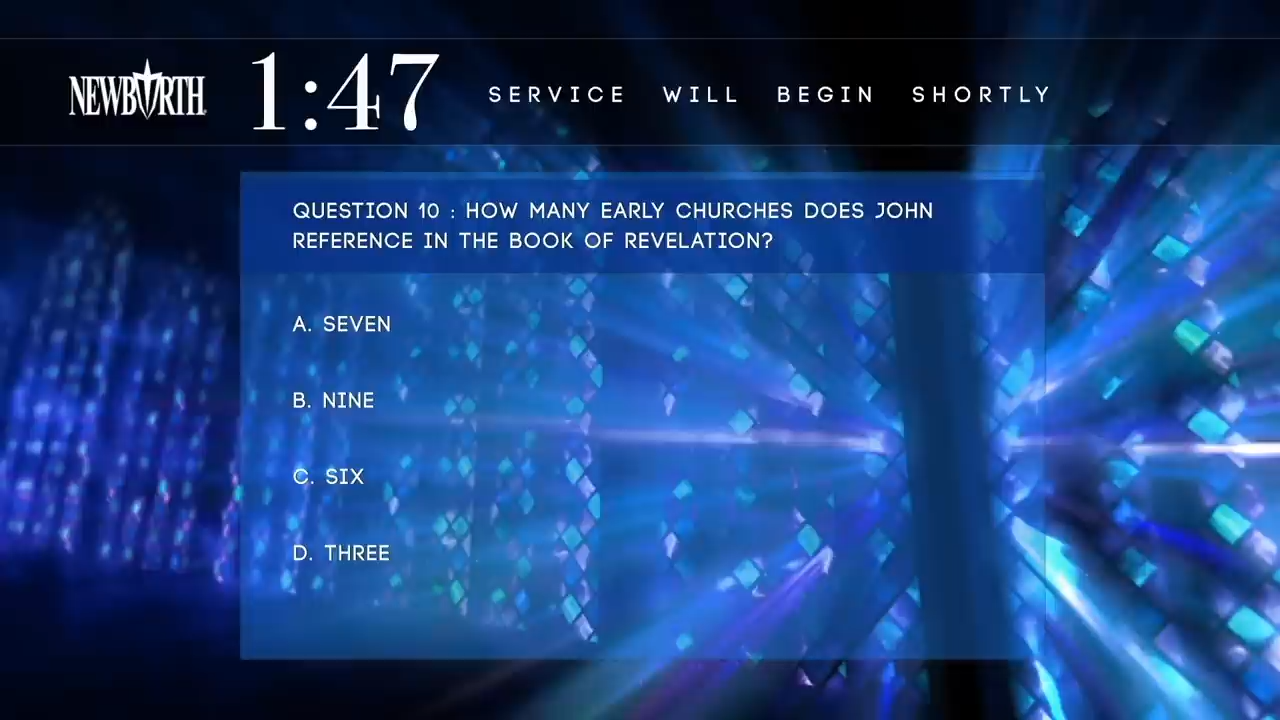 NEWBIRTH
1:47
SERVICE WILL BEGIN SHORTLY
QUESTION 10 : HOW MANY EARLY CHURCHES DOES JOHN
REFERENCE IN THE BOOK OF REVELATION?
A. SEVEN
B. NINE
C. SIX
D. THREE